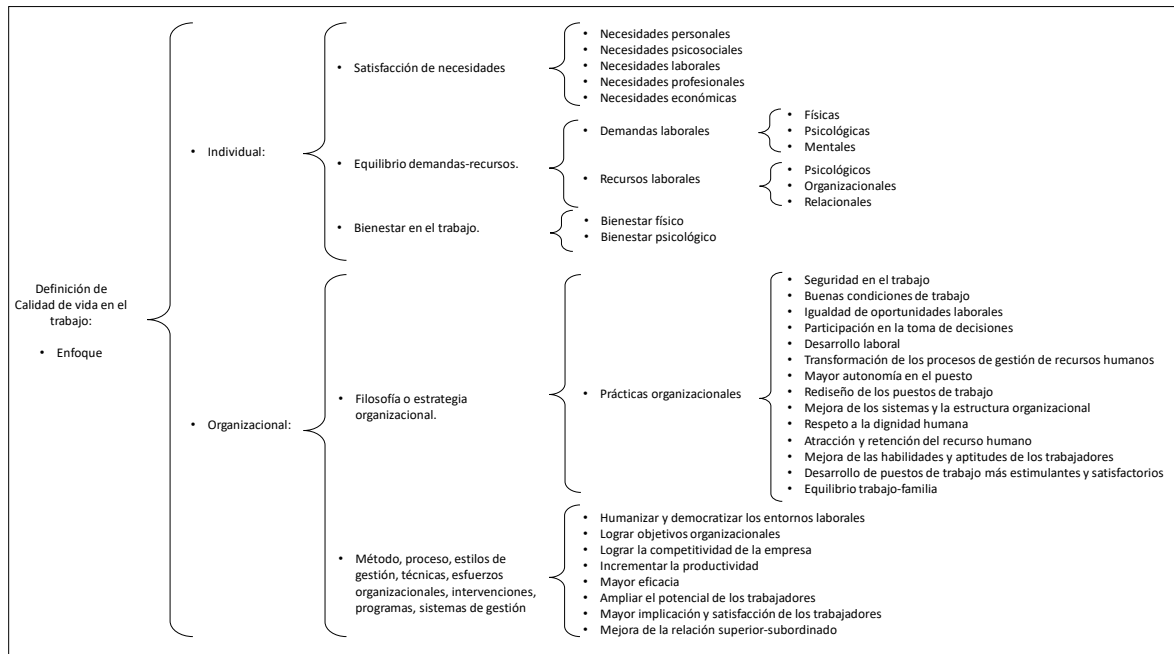 Definición de
Calidad de vida en el
trabajo:
• Enfoque
• Individual:
• Satisfacción de necesidades
• Necesidades personales
• Necesidades psicosociales
• Necesidades laborales
• Necesidades profesionales
• Necesidades económicas
• Equilibrio demandas-recursos.
• Demandas laborales
• Físicas
• Psicológicas
• Mentales
• Recursos laborales
• Psicológicos
• Organizacionales
• Relacionales
• Bienestar en el trabajo.
• Bienestar físico
• Bienestar psicológico
• Organizacional:
• Filosofía o estrategia
organizacional.
• Prácticas organizacionales
• Seguridad en el trabajo
• Buenas condiciones de trabajo
• Igualdad de oportunidades laborales
• Participación en la toma de decisiones
• Desarrollo laboral
• Transformación de los procesos de gestión de recursos humanos
• Mayor autonomía en el puesto
• Rediseño de los puestos de trabajo
• Mejora de los sistemas y la estructura organizacional
• Respeto a la dignidad humana
• Atracción y retención del recurso humano
• Mejora de las habilidades y aptitudes de los trabajadores
• Desarrollo de puestos de trabajo más estimulantes y satisfactorios
• Equilibrio trabajo-familia
• Método, proceso, estilos de
gestión, técnicas, esfuerzos
organizacionales, intervenciones,
programas, sistemas de gestión
• Humanizar y democratizar los entornos laborales
• Lograr objetivos organizacionales
• Lograr la competitividad de la empresa
• Incrementar la productividad
• Mayor eficacia
• Ampliar el potencial de los trabajadores
• Mayor implicación y satisfacción de los trabajadores
• Mejora de la relación superior-subordinado